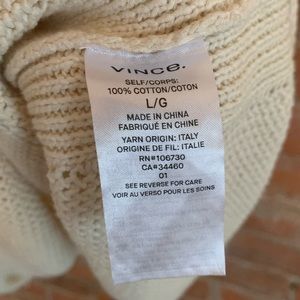 VINCE.
SELF/CORPS:
100% COTTON/COTON
L/G
MADE IN CHINA
FABRIQUÉ EN CHINE
YARN ORIGIN: ITALY
ORIGINE DE FIL: ITALIE
RN#106730
CA#34460
01
SEE REVERSE FOR CARE
VOIR AU VERSO POUR LES SOINS